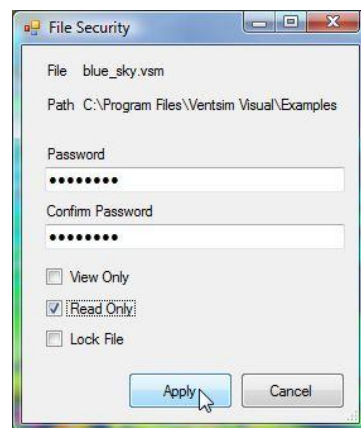 File Security
File blue_sky.vsm
Path C:\Program Files\Ventsim Visual\Examples
Password
••••••••
Confirm Password
••••••••
View Only
Read Only
Lock File
Apply Cancel